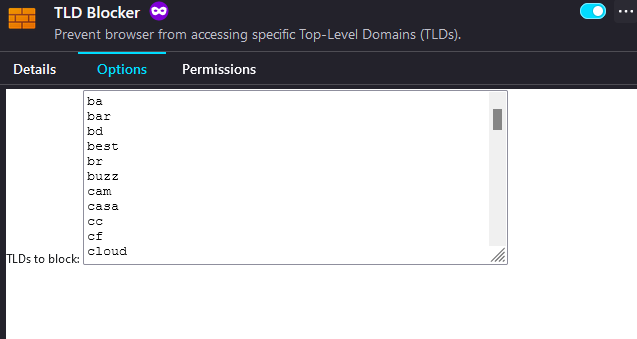 TLD Blocker
Prevent browser from accessing specific Top-Level Domains (TLDs).
Details Options Permissions
TLDs to block:
ba
bar
bd
best
br
buzz
cam
casa
cc
cf
cloud